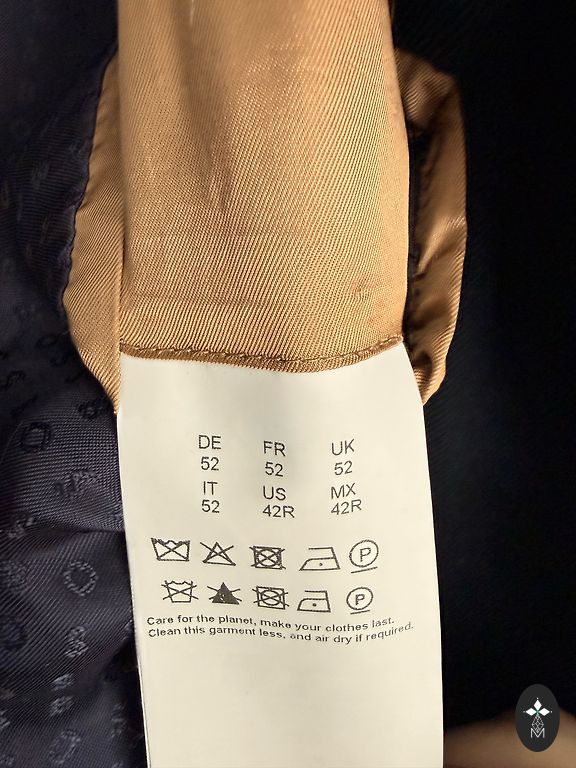 DE FR UK
52 52 52
IT US MX
52 42R 42R
P
P
Care for the planet, make your clothes last.
Clean this garment less, and air dry if required.
M